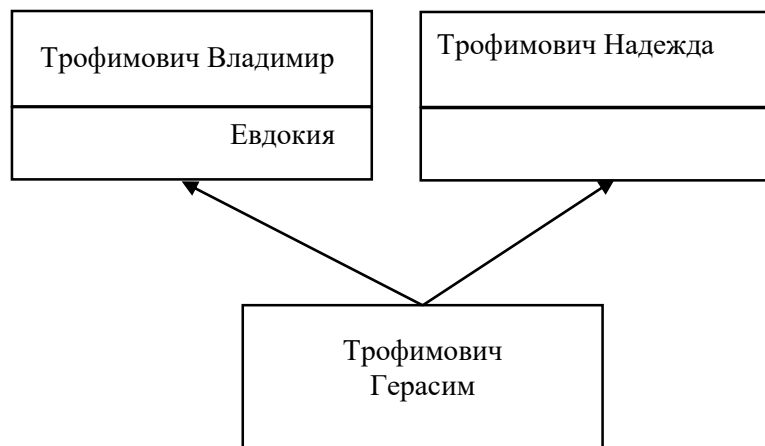 Трофимович Владимир
Евдокия
Трофимович Надежда
Трофимович
Герасим